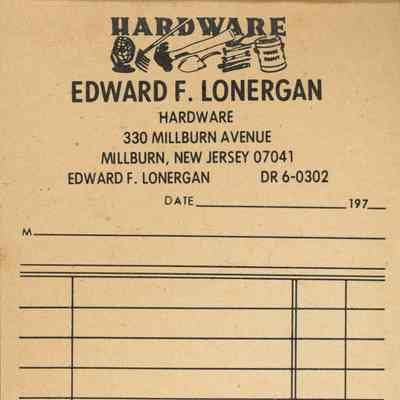 HARDWARE
EDWARD F. LONERGAN
HARDWARE
330 MILLBURN AVENUE
MILLBURN, NEW JERSEY 07041
EDWARD F. LONERGAN DR 6-0302
DATE 197
M